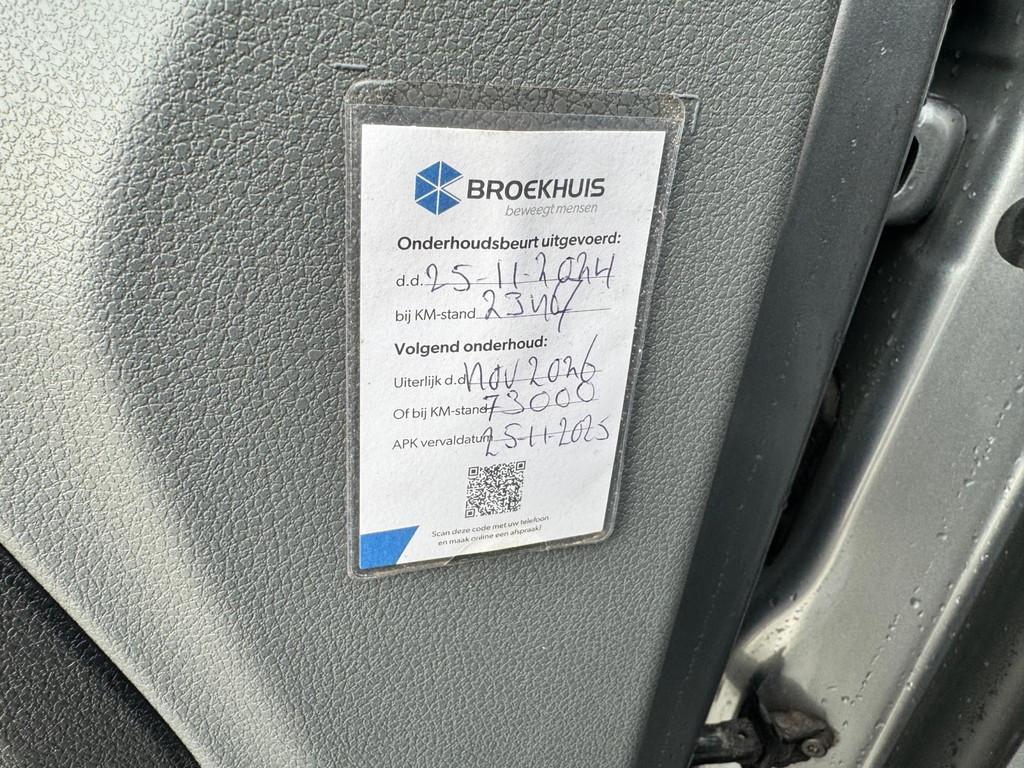 BROEKHUIS
beweegt mensen
Onderhoudsbeurt uitgevoerd:
d.d. 25-11-2024
bij KM-stand
Volgend onderhoud:
Uiterlijk d.d. Nov 2026
Of bij KM-stand 73000
APK vervaldatum 25-11-2025
Scan deze code met uw telefoon
en maak online een afspraak!